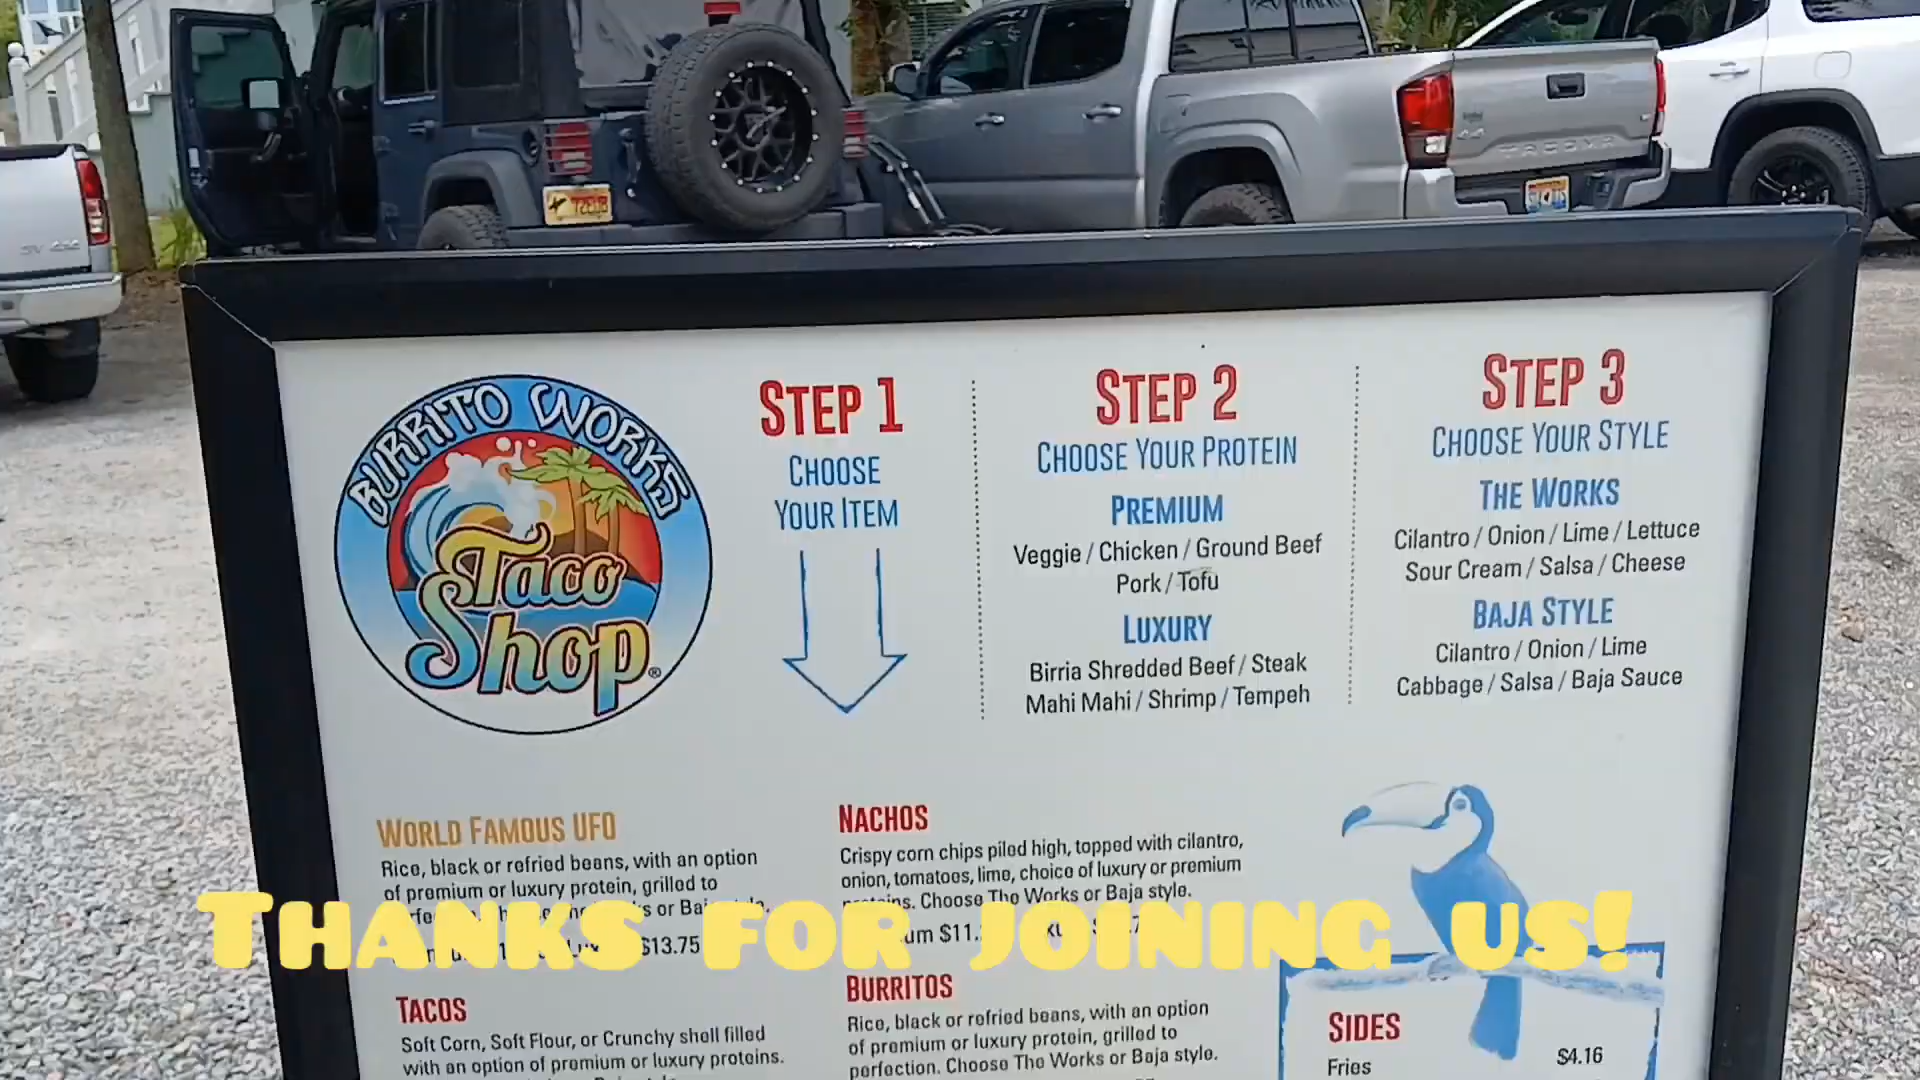 TACOMA
BURRITO WORKS
Taco
Shop
STEP 1
CHOOSE
YOUR ITEM
STEP 2
CHOOSE YOUR PROTEIN
PREMIUM
Veggie / Chicken / Ground Beef
Pork / Tofu
LUXURY
Birria Shredded Beef / Steak
Mahi Mahi / Shrimp / Tempeh
STEP 3
CHOOSE YOUR STYLE
THE WORKS
Cilantro / Onion / Lime / Lettuce
Sour Cream / Salsa / Cheese
BAJA STYLE
Cilantro / Onion / Lime
Cabbage / Salsa / Baja Sauce
WORLD FAMOUS UFO
Rice, black or refried beans, with an option
of premium or luxury protein, grilled to
or
$13.75
NACHOS
Crispy corn chips piled high, topped with cilantro,
onion, tomatoes, lime, choice of luxury or premium
Choose The Works or Baja style.
THANKS FOR JOINING US!
TACOS
Soft Corn, Soft Flour, or Crunchy shell filled
with an option of premium or luxury proteins.
BURRITOS
Rice, black or refried beans, with an option
of premium or luxury protein, grilled to
perfection. Choose The Works or Baja style.
SIDES
Fries $4.16